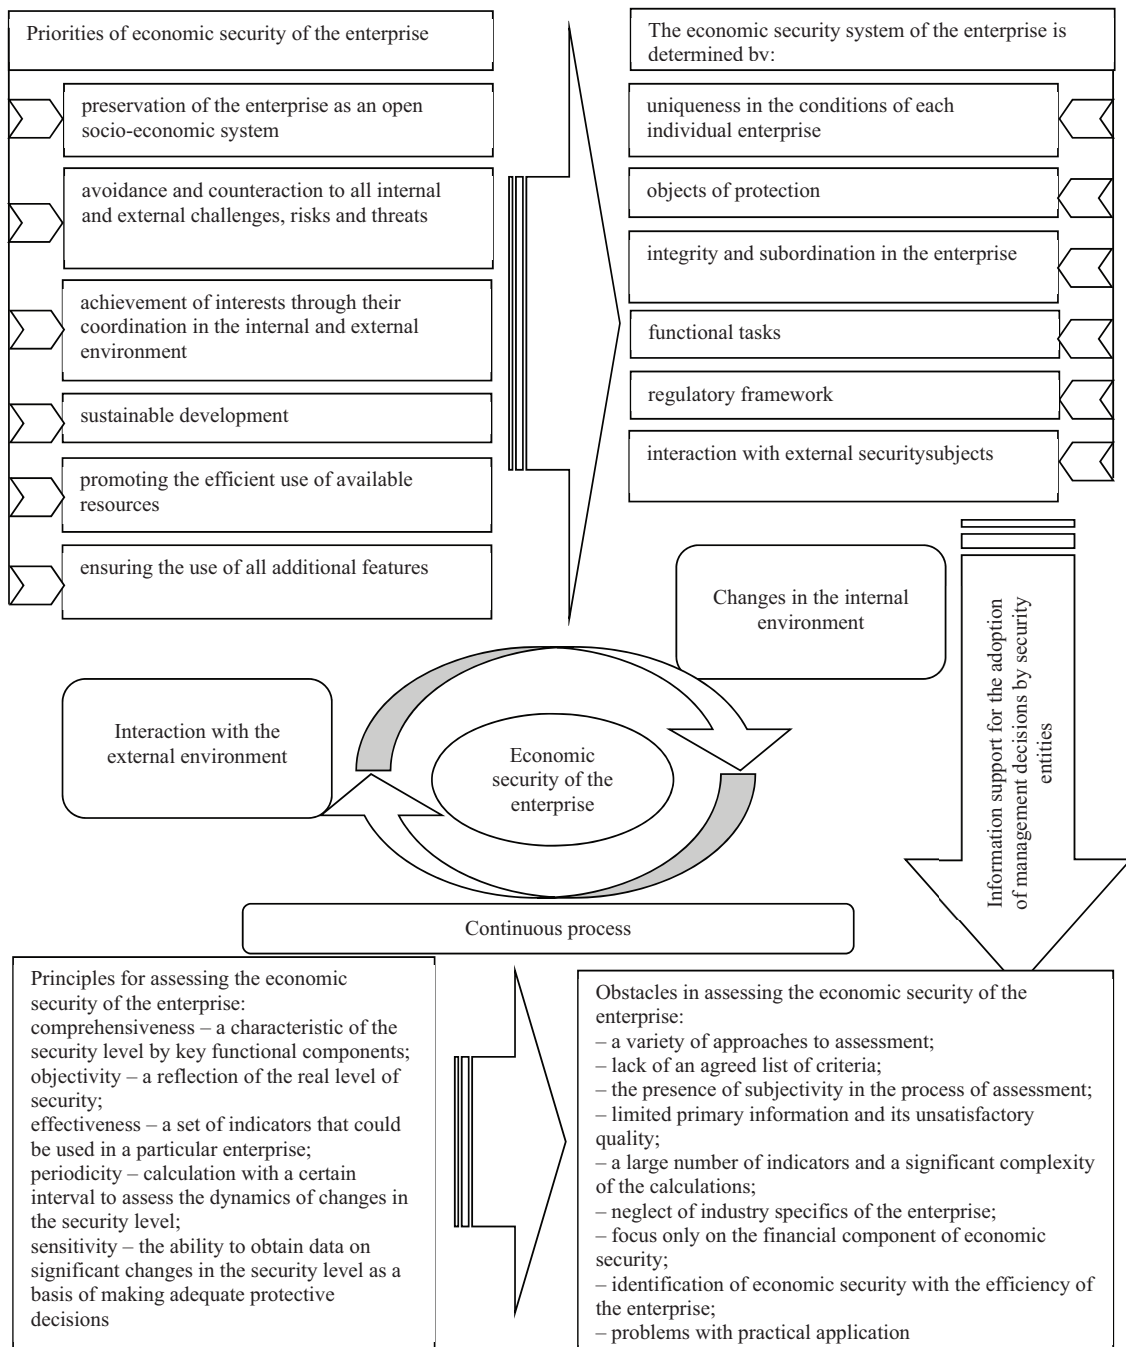 Priorities of economic security of the enterprise
preservation of the enterprise as an open
socio-economic system
avoidance and counteraction to all internal
and external challenges, risks and threats
achievement of interests through their
coordination in the internal and external
environment
sustainable development
promoting the efficient use of available
resources
ensuring the use of all additional features
The economic security system of the enterprise is
determined bv:
uniqueness in the conditions of each
individual enterprise
objects of protection
integrity and subordination in the enterprise
functional tasks
regulatory framework
interaction with external securitysubjects
Changes in the internal
environment
Interaction with the
external environment
Economic
security of the
enterprise
Information support for the adoption
of management decisions by security
entities
Continuous process
Principles for assessing the economic
security of the enterprise:
comprehensiveness – a characteristic of the
security level by key functional components;
objectivity – a reflection of the real level of
security;
effectiveness – a set of indicators that could
be used in a particular enterprise;
periodicity – calculation with a certain
interval to assess the dynamics of changes in
the security level;
sensitivity – the ability to obtain data on
significant changes in the security level as a
basis of making adequate protective
decisions
Obstacles in assessing the economic security of the
enterprise:
– a variety of approaches to assessment;
– lack of an agreed list of criteria;
– the presence of subjectivity in the process of assessment;
– limited primary information and its unsatisfactory
quality;
– a large number of indicators and a significant complexity
of the calculations;
– neglect of industry specifics of the enterprise;
– focus only on the financial component of economic
security;
– identification of economic security with the efficiency of
the enterprise;
– problems with practical application